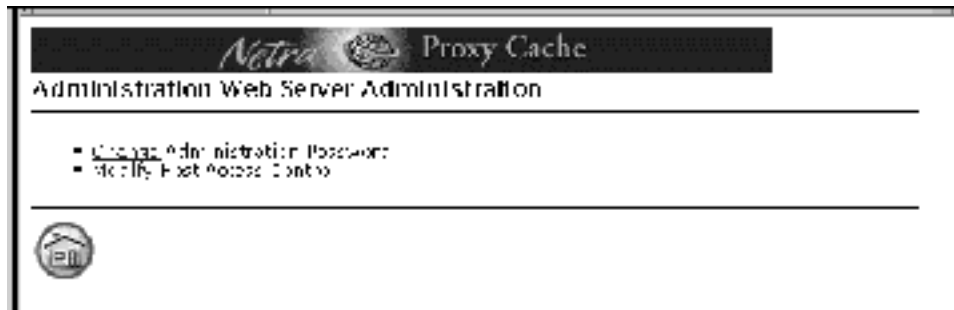 Netra Proxy Cache
Administration Web Server Administration
Change Administration Password
Modify Host Access Control